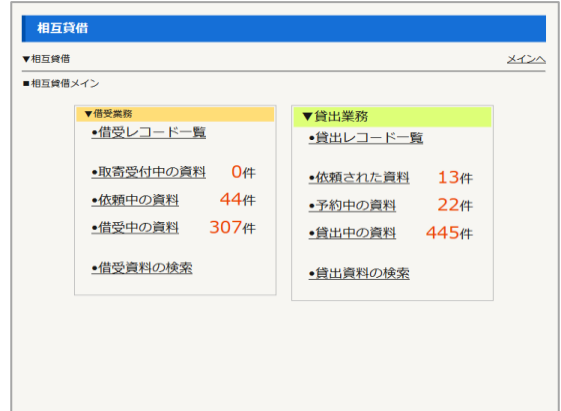 相互貸借
▼相互貸借 メインへ
■相互貸借メイン
▼借受業務
•借受レコード一覧
•取寄受付中の資料 0件
•依頼中の資料 44件
•借受中の資料 307件
•借受資料の検索
▼貸出業務
•貸出レコード一覧
•依頼された資料 13件
•予約中の資料 22件
•貸出中の資料 445件
•貸出資料の検索